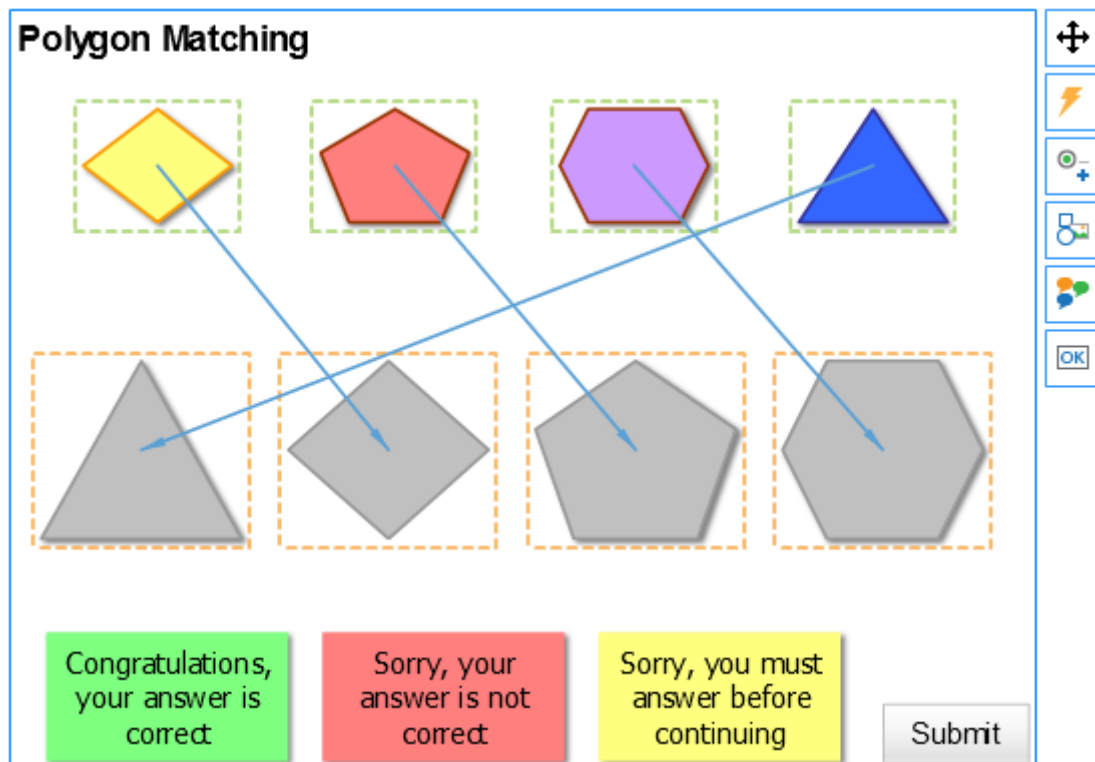 Polygon Matching
OK
Congratulations,
your answer is
correct
Sorry, your
answer is not
correct
Sorry, you must
answer before
continuing
Submit